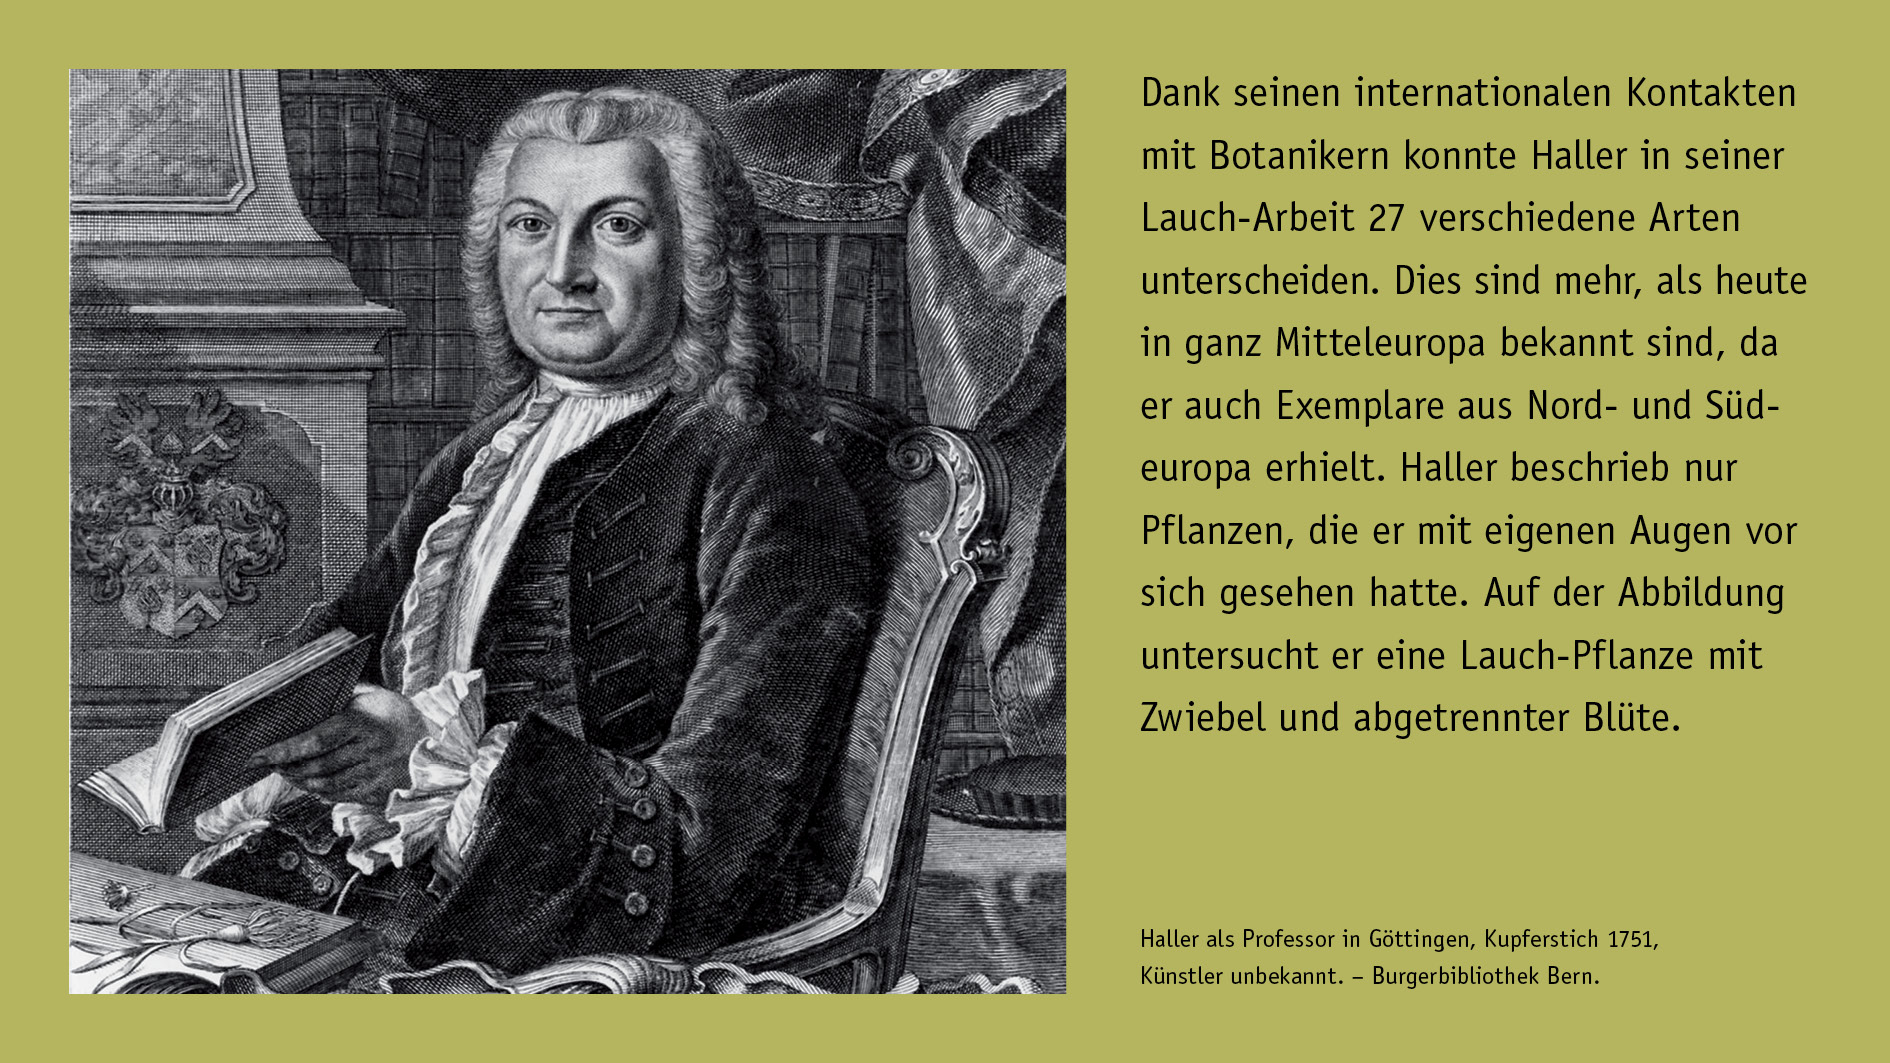 Dank seinen internationalen Kontakten
mit Botanikern konnte Haller in seiner
Lauch-Arbeit 27 verschiedene Arten
unterscheiden. Dies sind mehr, als heute
in ganz Mitteleuropa bekannt sind, da
er auch Exemplare aus Nord- und Süd-
europa erhielt. Haller beschrieb nur
Pflanzen, die er mit eigenen Augen vor
sich gesehen hatte. Auf der Abbildung
untersucht er eine Lauch-Pflanze mit
Zwiebel und abgetrennter Blüte.
Haller als Professor in Göttingen, Kupferstich 1751,
Künstler unbekannt. – Burgerbibliothek Bern.